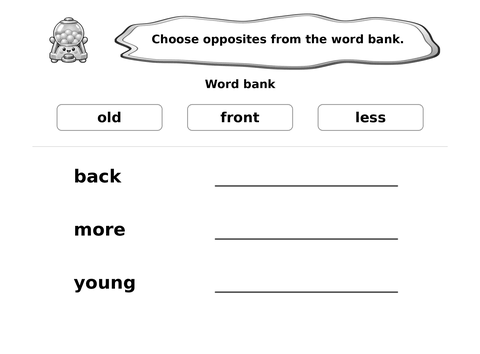 Choose opposites from the word bank.
Word bank
old front less
back
more
young